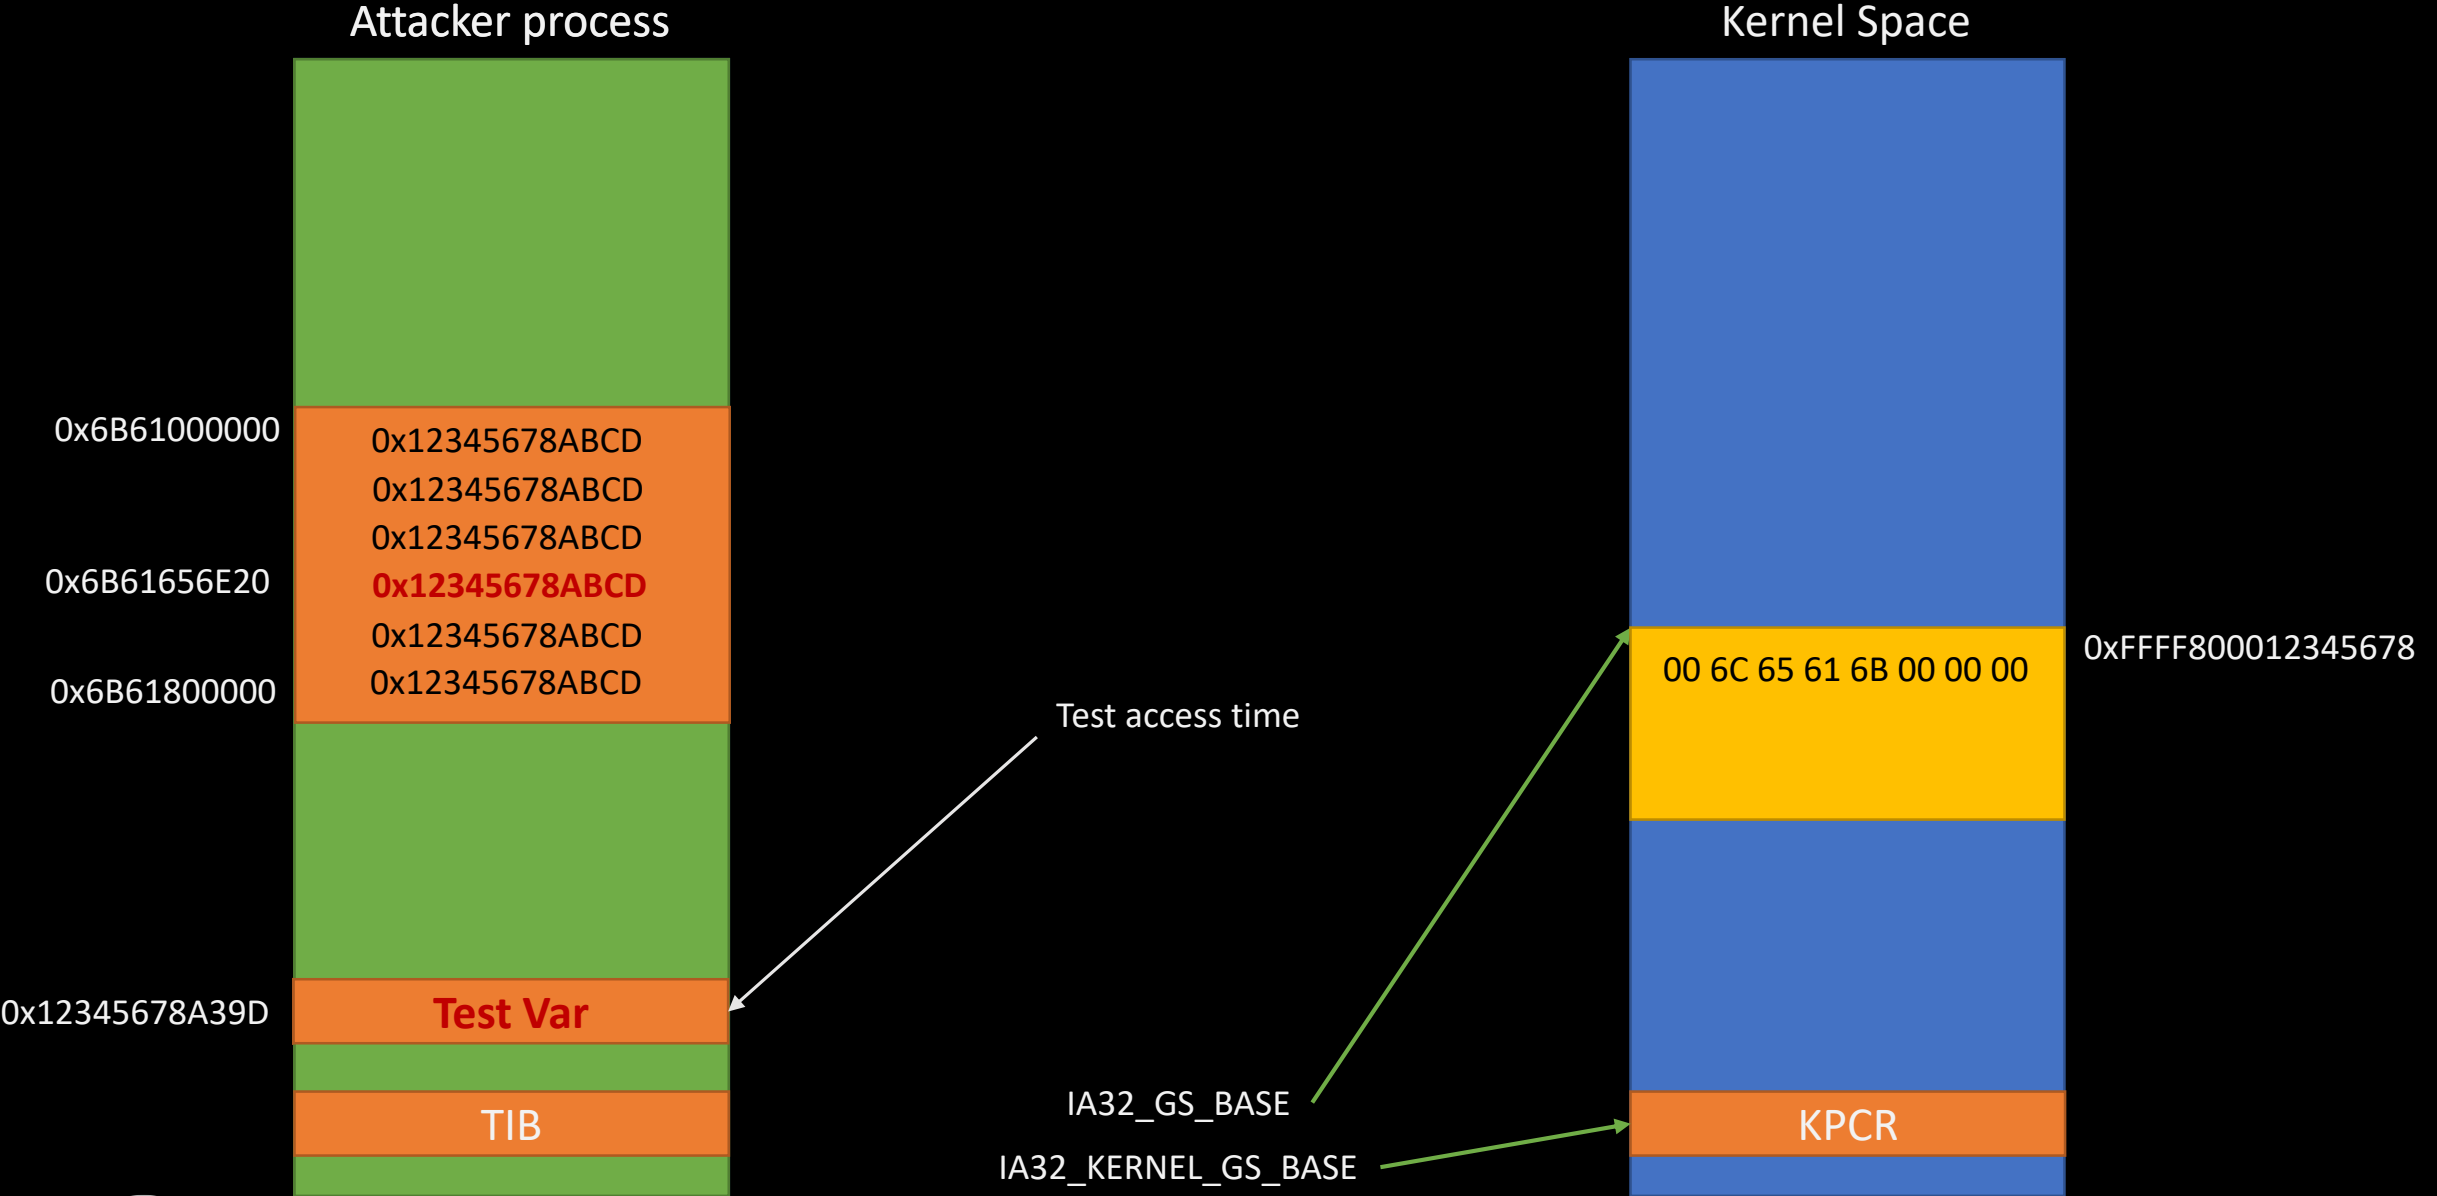 Attacker process
Kernel Space
0x6B61000000
0x12345678ABCD
0x12345678ABCD
0x12345678ABCD
0x6B61656E20
0x12345678ABCD
0x12345678ABCD
0x6B61800000
0x12345678ABCD
0xFFFF800012345678
00 6C 65 61 6B 00 00 00
Test access time
0x12345678A39D
Test Var
IA32_GS_BASE
TIB
KPCR
IA32_KERNEL_GS_BASE